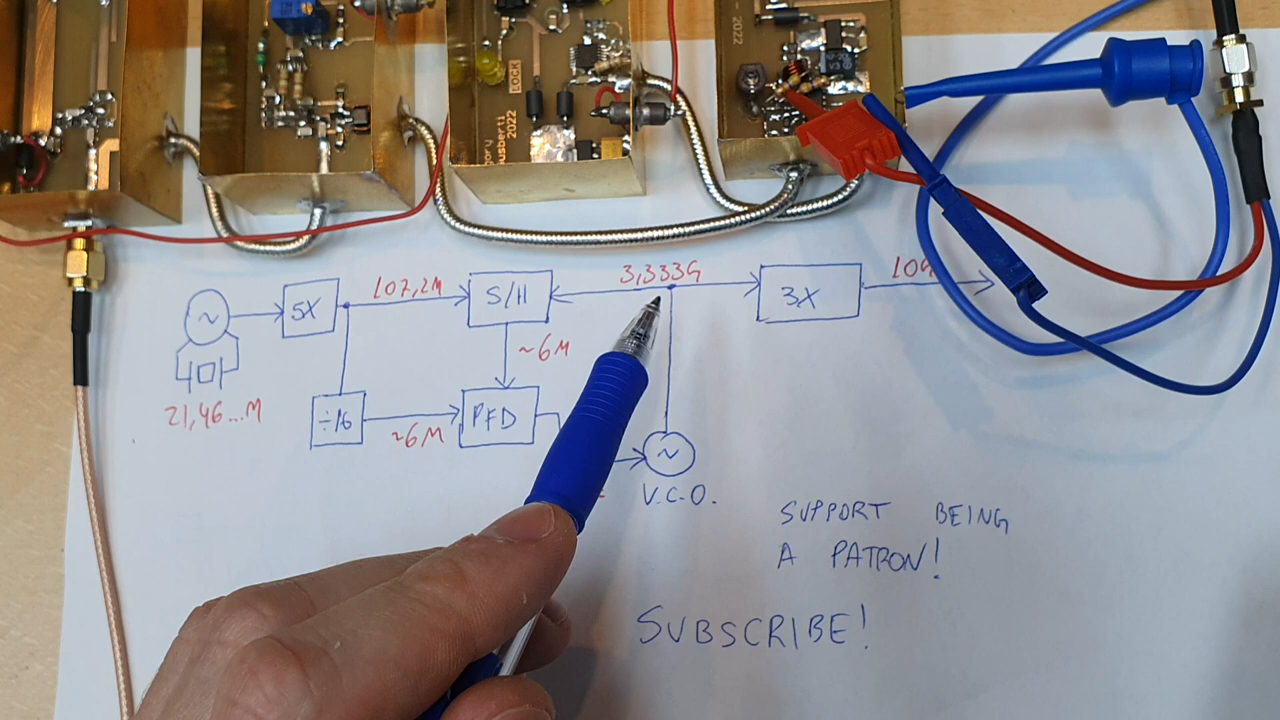 - 2022
LOCK
2022
5X
107,2M
S/H
3,333G
3X
10G
~6M
21,46...M
÷16
~6M
PFD
~
~
V.C.O.
SUPPORT BEING
A PATRON!
SUBSCRIBE!